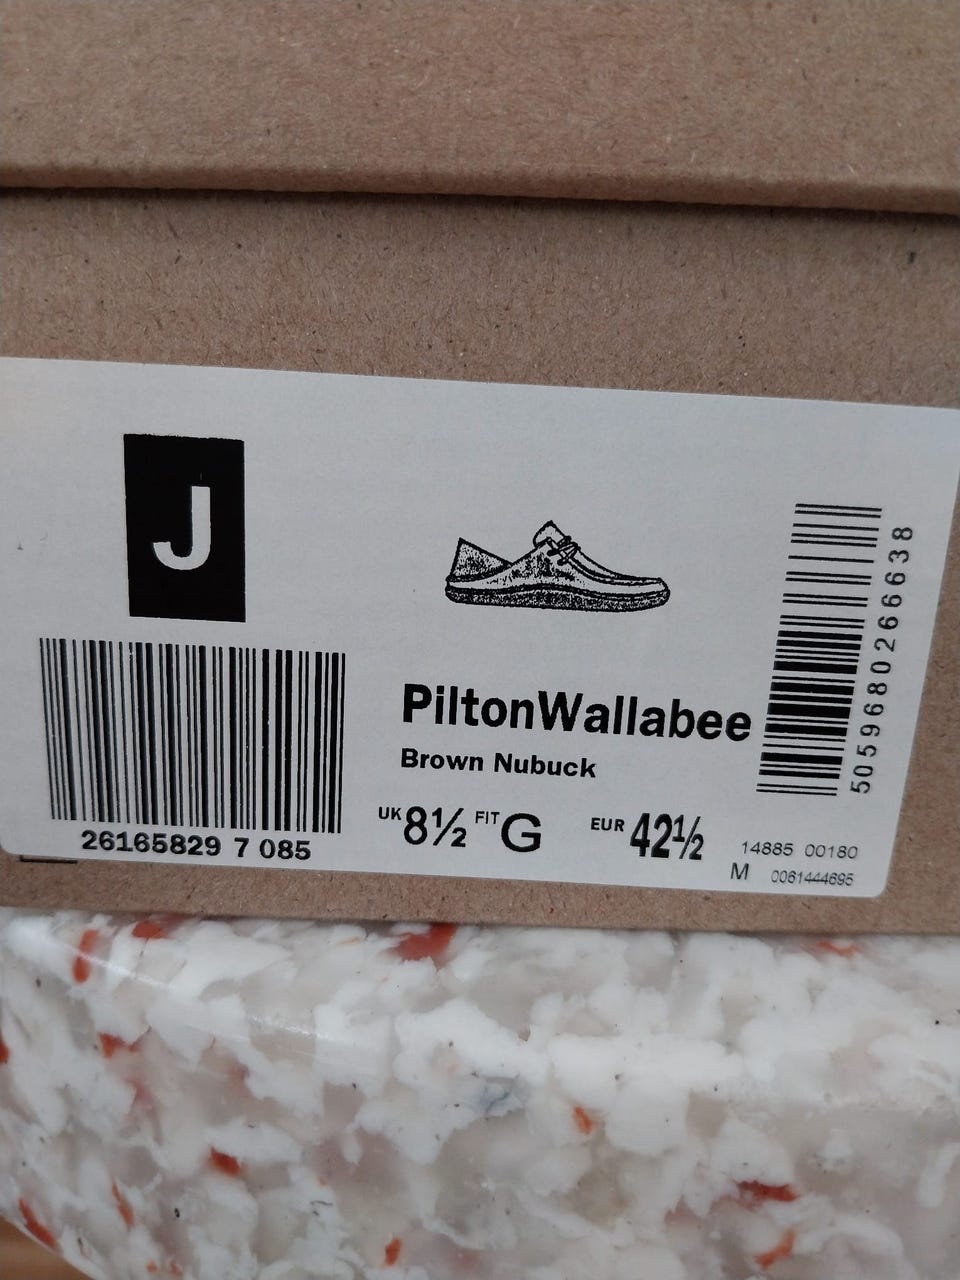 J
PiltonWallabee
Brown Nubuck
UK 8½ FIT G EUR 42½
26165829 7 085
14885 00180
M 0061444695
5059680266638